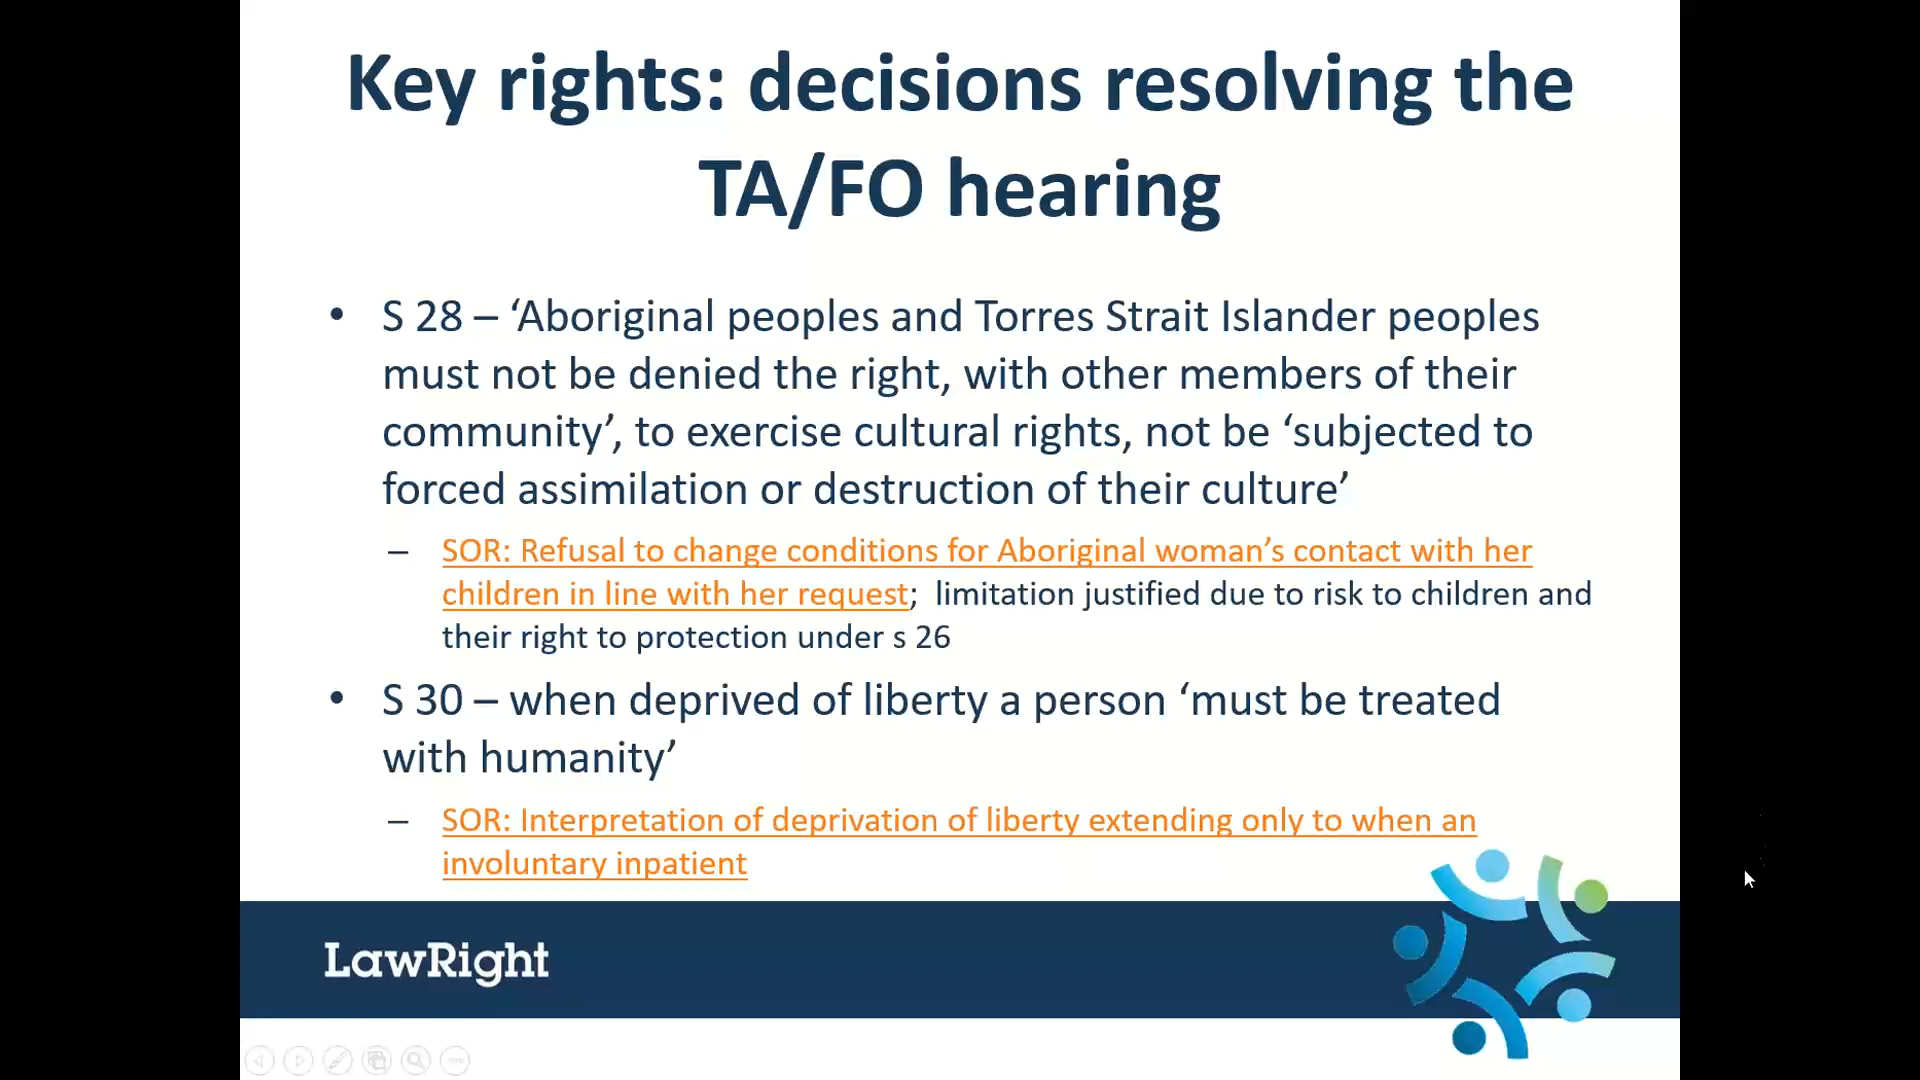 Key rights: decisions resolving the
TA/FO hearing
• S 28 – ‘Aboriginal peoples and Torres Strait Islander peoples
must not be denied the right, with other members of their
community’, to exercise cultural rights, not be ‘subjected to
forced assimilation or destruction of their culture’
– SOR: Refusal to change conditions for Aboriginal woman’s contact with her
children in line with her request;  limitation justified due to risk to children and
their right to protection under s 26
• S 30 – when deprived of liberty a person ‘must be treated
with humanity’
– SOR: Interpretation of deprivation of liberty extending only to when an
involuntary inpatient
LawRight